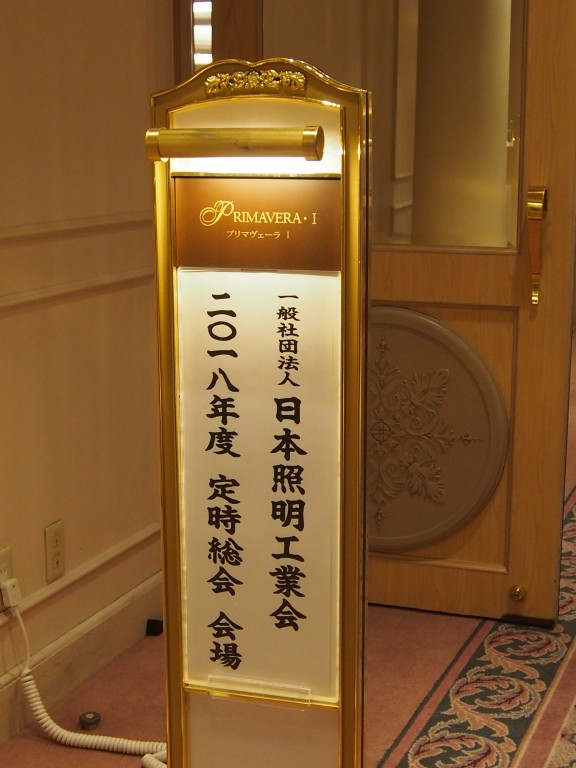 PRIMAVERA・I
プリマヴェーラ I
一般社団法人 日本照明工業会
二〇一八年度 定時総会 会場